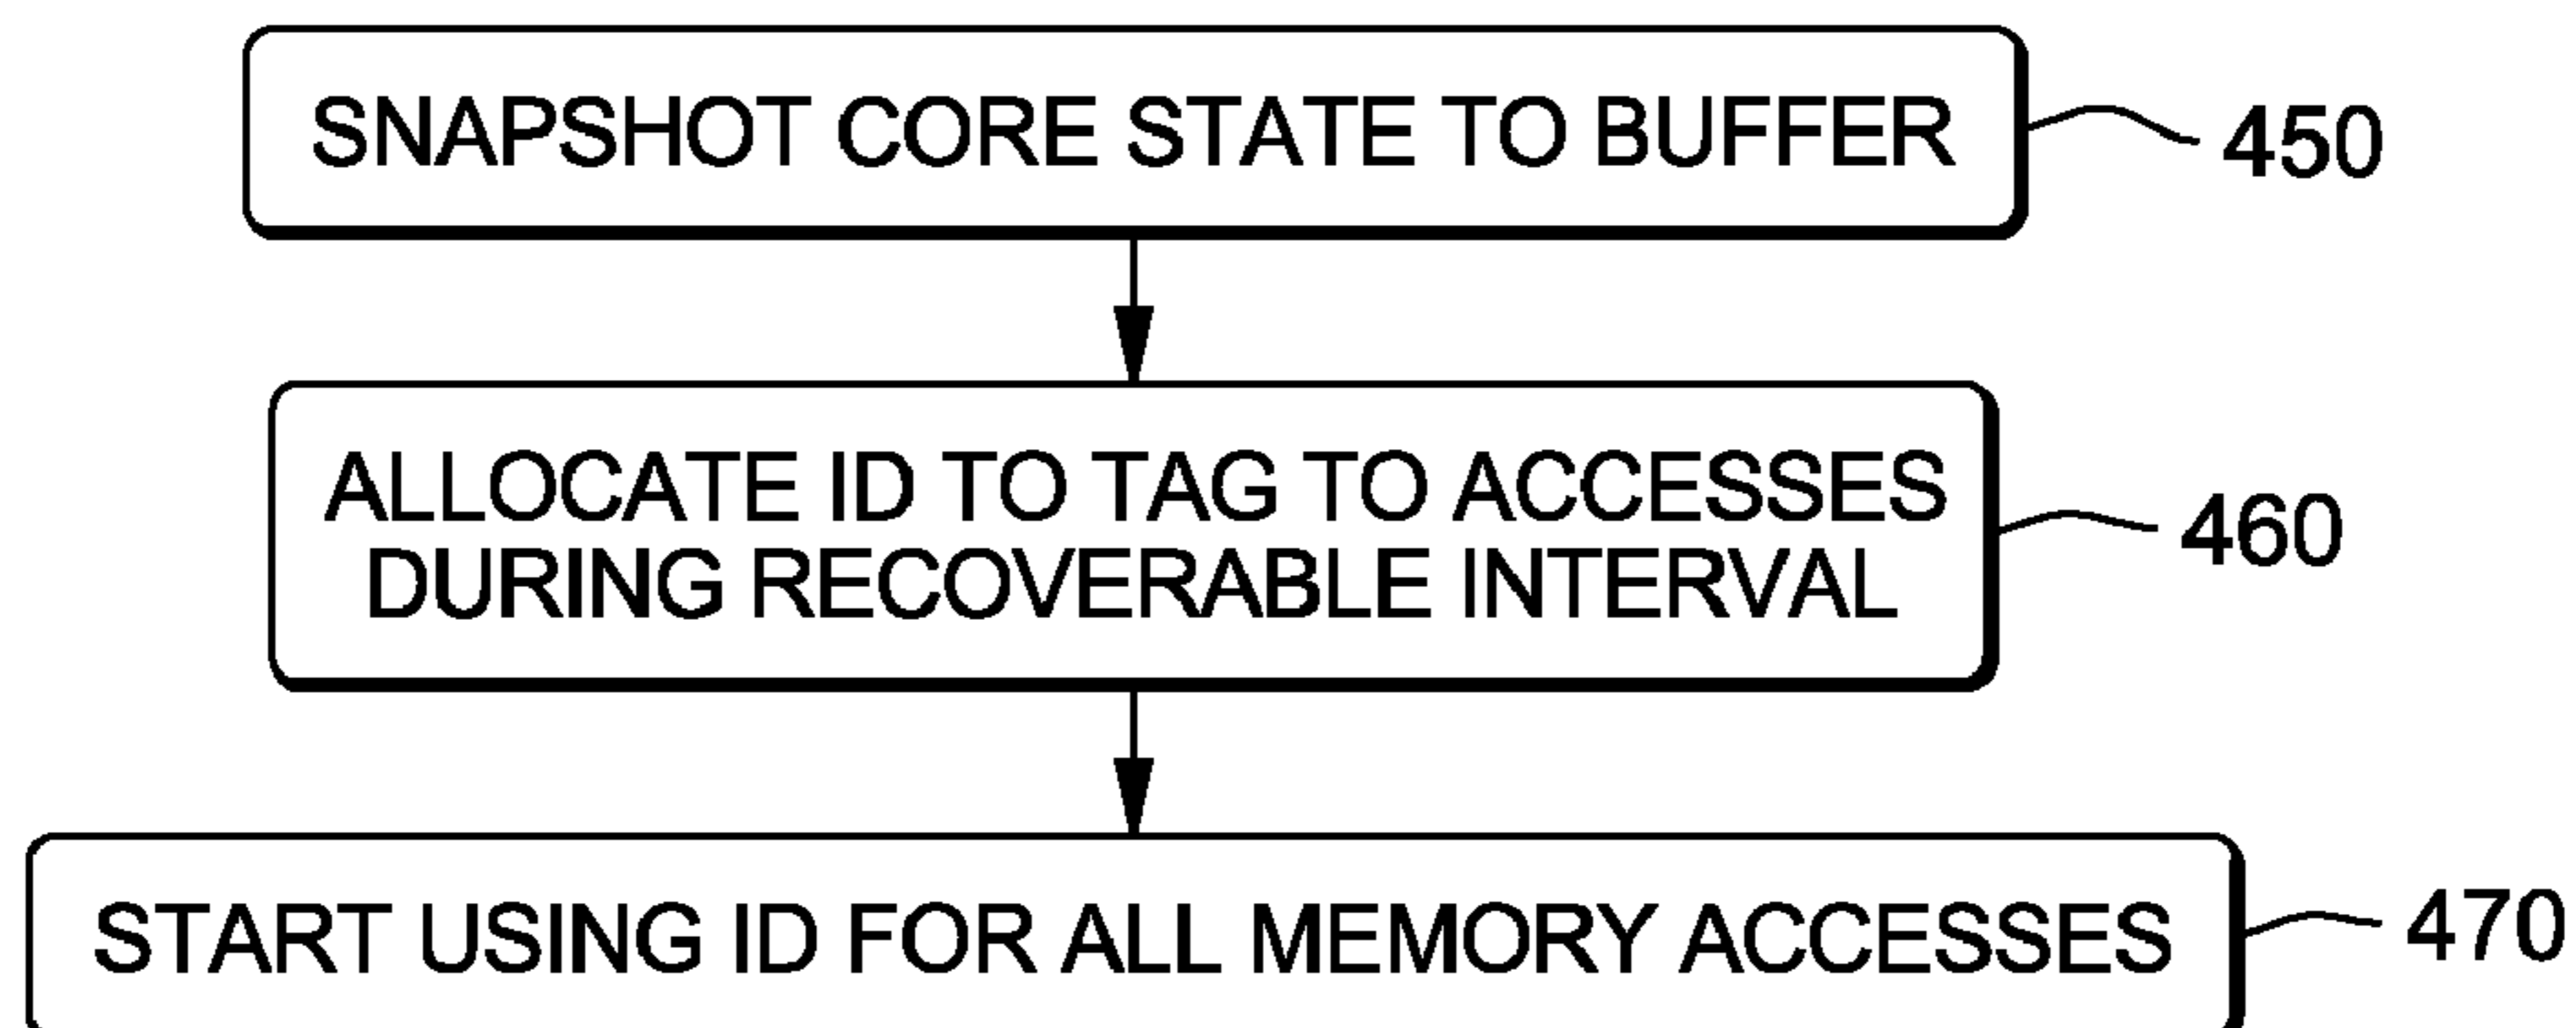 SNAPSHOT CORE STATE TO BUFFER
450
ALLOCATE ID TO TAG TO ACCESSES
DURING RECOVERABLE INTERVAL
460
START USING ID FOR ALL MEMORY ACCESSES
470